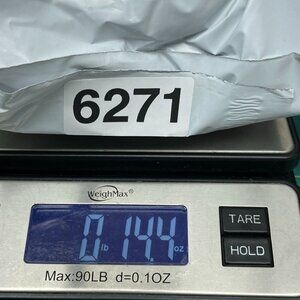 6271
WeighMax®
0 lb 14.4 oz
TARE
HOLD
Max:90LB d=0.1OZ